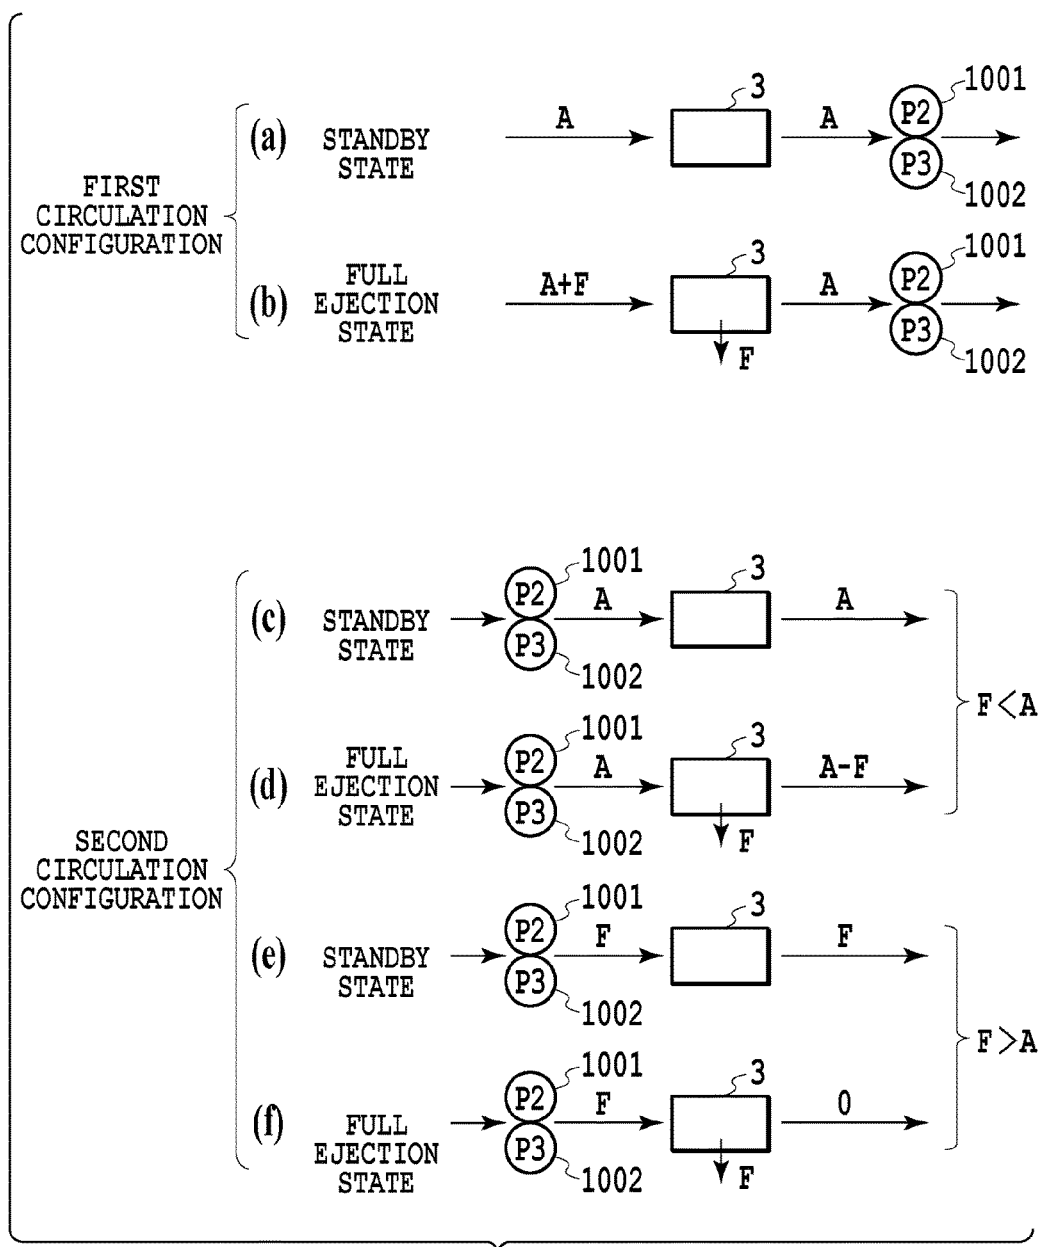 FIRST
CIRCULATION
CONFIGURATION
(a)
STANDBY
STATE
A
3
A
P2
P3
1001
1002
(b)
FULL
EJECTION
STATE
A+F
3
F
A
P2
P3
1001
1002
SECOND
CIRCULATION
CONFIGURATION
(c)
STANDBY
STATE
P2
P3
1001
1002
A
3
A
(d)
FULL
EJECTION
STATE
P2
P3
1001
1002
A
3
F
A-F
F<A
(e)
STANDBY
STATE
P2
P3
1001
1002
F
3
F
(f)
FULL
EJECTION
STATE
P2
P3
1001
1002
F
3
F
0
F>A